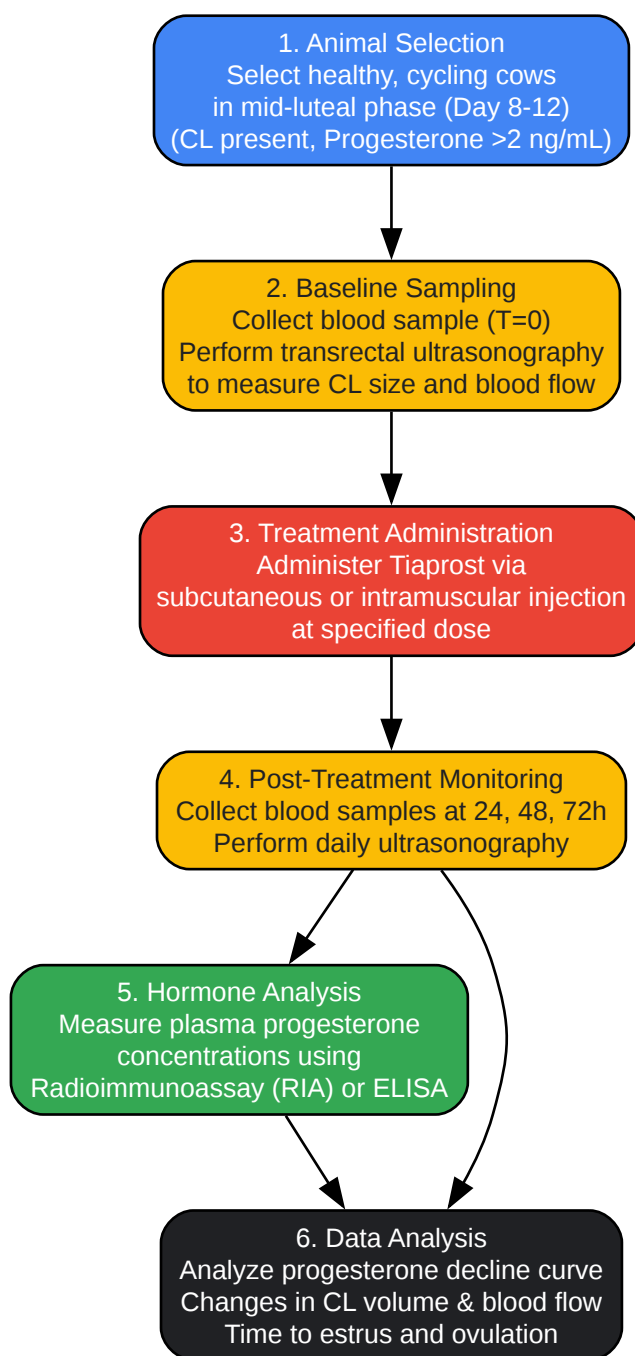 1. Animal Selection
Select healthy, cycling cows
in mid-luteal phase (Day 8-12)
(CL present, Progesterone >2 ng/mL)
2. Baseline Sampling
Collect blood sample (T=0)
Perform transrectal ultrasonography
to measure CL size and blood flow
3. Treatment Administration
Administer Tiaprost via
subcutaneous or intramuscular injection
at specified dose
4. Post-Treatment Monitoring
Collect blood samples at 24, 48, 72h
Perform daily ultrasonography
5. Hormone Analysis
Measure plasma progesterone
concentrations using
Radioimmunoassay (RIA) or ELISA
6. Data Analysis
Analyze progesterone decline curve
Changes in CL volume & blood flow
Time to estrus and ovulation